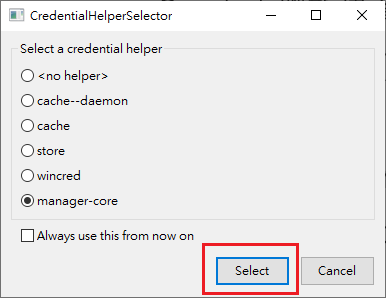 CredentialHelperSelector
Select a credential helper
<no helper>
cache--daemon
cache
store
wincred
manager-core
Always use this from now on
Select
Cancel